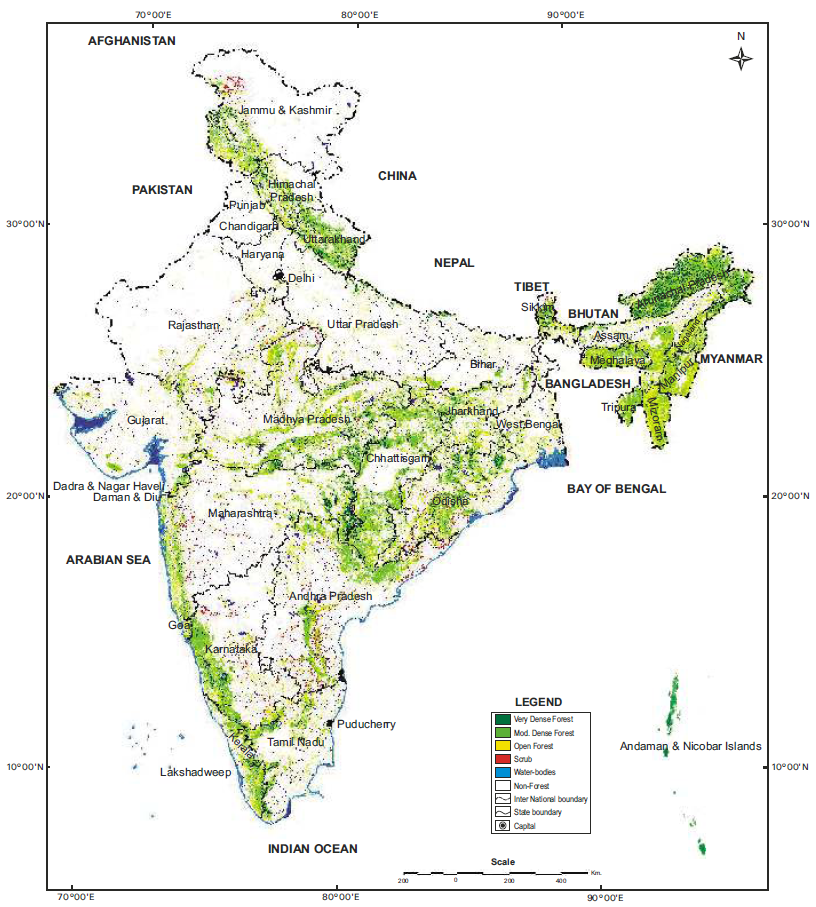 70°00'E 80°00'E 90°00'E
AFGHANISTAN
N
Jammu & Kashmir
CHINA
PAKISTAN
Himachal
Pradesh
Punjab
30°00'N 30°00'N
Chandigarh
Uttarakhand
Haryana
NEPAL
Delhi
TIBET
Arunachal Pradesh
Sikkim
BHUTAN
Rajasthan
Uttar Pradesh
Assam
Nagaland
Meghalaya
MYANMAR
Bihar
Manipur
BANGLADESH
Tripura
Mizoram
Jharkhand
Gujarat
Madhya Pradesh
West Bengal
Chhattisgarh
Dadra & Nagar Haveli
Daman & Diu
20°00'N 20°00'N
BAY OF BENGAL
Odisha
Maharashtra
ARABIAN SEA
Andhra Pradesh
Goa
Karnataka
LEGEND
Very Dense Forest
Mod. Dense Forest
Open Forest
Scrub
Water-bodies
Non-Forest
Inter National boundary
State boundary
Capital
Puducherry
Kerala
Tamil Nadu
Andaman & Nicobar Islands
Lakshadweep
10°00'N 10°00'N
INDIAN OCEAN
Scale
200 0 200 400 Km.
70°00'E 80°00'E 90°00'E